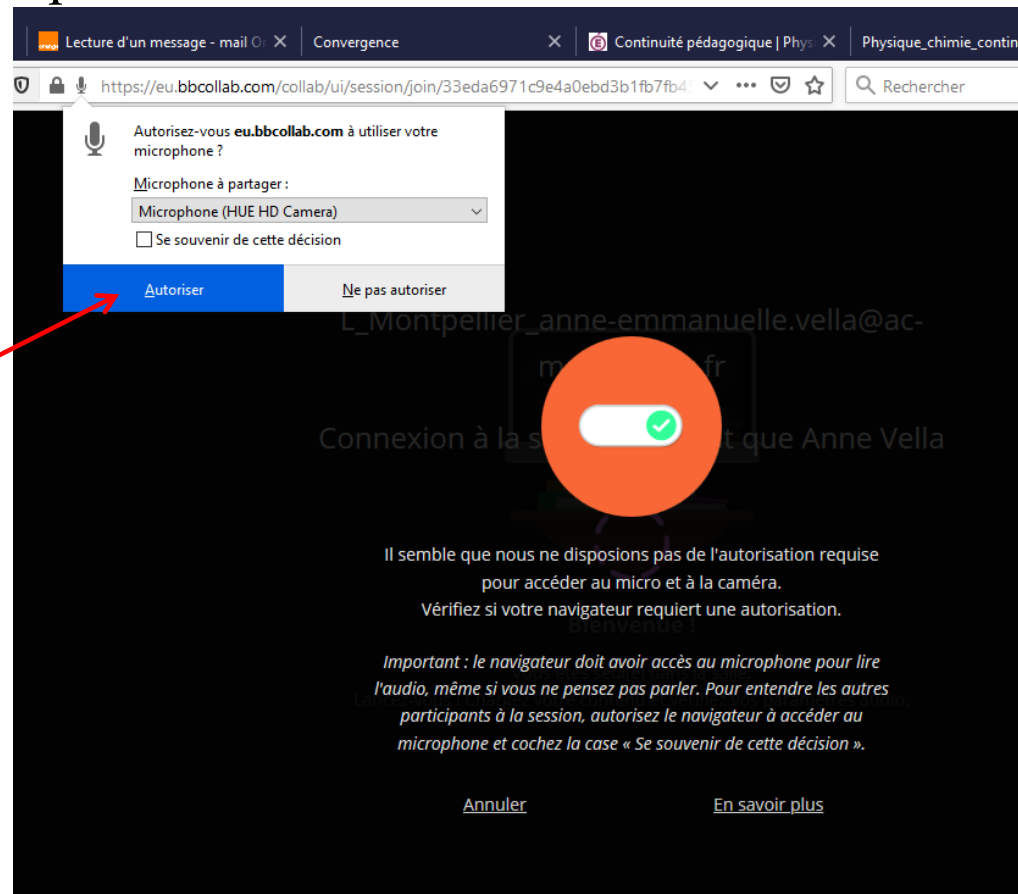 Lecture d'un message - mail O
Convergence
Continuité pédagogique | Phys
Physique_chimie_contin
https://eu.bbcollab.com/collab/ui/session/join/33eda6971c9e4a0ebd3b1fb7fb4
Rechercher
Autorisez-vous eu.bbcollab.com à utiliser votre
microphone ?
Microphone à partager :
Microphone (HUE HD Camera)
Se souvenir de cette décision
Autoriser
Ne pas autoriser
L_Montpellier_anne-emmanuelle.vella@ac-
fr
Connexion à la s t que Anne Vella
Il semble que nous ne disposions pas de l'autorisation requise
pour accéder au micro et à la caméra.
Vérifiez si votre navigateur requiert une autorisation.
Bienvenue !
Important : le navigateur doit avoir accès au microphone pour lire
l'audio, même si vous ne pensez pas parler. Pour entendre les autres
participants à la session, autorisez le navigateur à accéder au
microphone et cochez la case « Se souvenir de cette décision ».
Annuler
En savoir plus